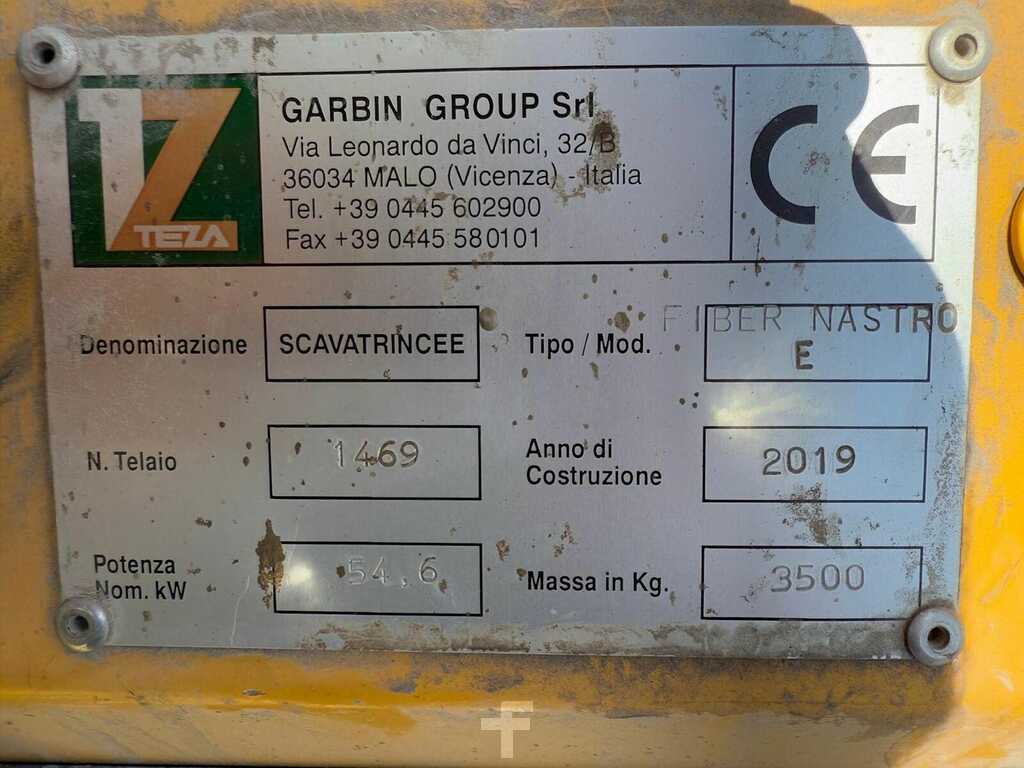 TEZA
GARBIN GROUP Srl
Via Leonardo da Vinci, 32/B
36034 MALO (Vicenza) - Italia
Tel. +39 0445 602900
Fax +39 0445 580101
CE
Denominazione
SCAVATRINCEE
Tipo / Mod.
FIBER NASTRO
E
N. Telaio
1469
Anno di
Costruzione
2019
Potenza
Nom. kW
54,6
Massa in Kg.
3500